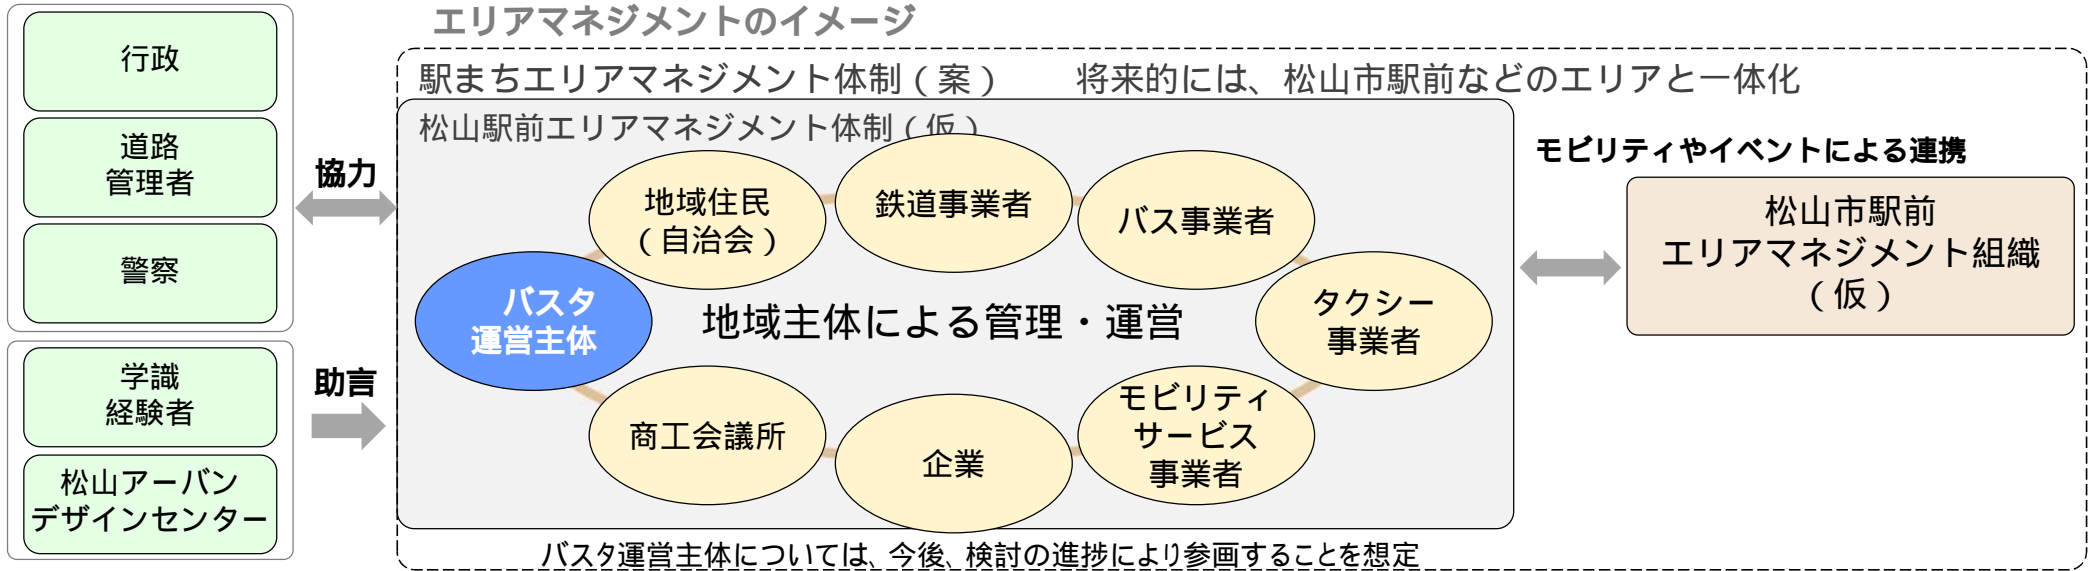 エリアマネジメントのイメージ
行政
道路
管理者
警察
学識
経験者
松山アーバン
デザインセンター
協力
助言
駅まちエリアマネジメント体制(案) 将来的には、松山市駅前などのエリアと一体化
松山駅前エリアマネジメント体制(仮)
地域住民
(自治会)
鉄道事業者
バス事業者
タクシー
事業者
モビリティ
サービス
事業者
企業
商工会議所
バスタ
運営主体
地域主体による管理・運営
バスタ運営主体については、今後、検討の進捗により参画することを想定
モビリティやイベントによる連携
松山市駅前
エリアマネジメント組織
(仮)